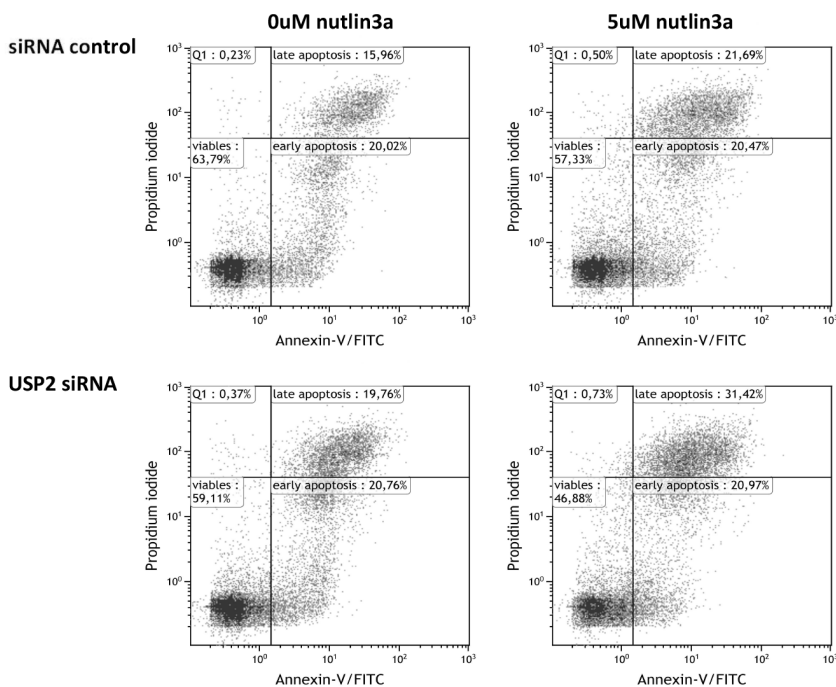 0uM nutlin3a 5uM nutlin3a
siRNA control
10³ Q1 : 0,23% late apoptosis : 15,96%
10²
viables :
63,79%
early apoptosis : 20,02%
10¹
10⁰
Propidium iodide
10⁰ 10¹ 10² 10³
Annexin-V/FITC
10³ Q1 : 0,50% late apoptosis : 21,69%
10²
viables :
57,33%
early apoptosis : 20,47%
10¹
10⁰
Propidium iodide
10⁰ 10¹ 10² 10³
Annexin-V/FITC
USP2 siRNA
10³ Q1 : 0,37% late apoptosis : 19,76%
10²
viables :
59,11%
early apoptosis : 20,76%
10¹
10⁰
Propidium iodide
10⁰ 10¹ 10² 10³
Annexin-V/FITC
10³ Q1 : 0,73% late apoptosis : 31,42%
10²
viables :
46,88%
early apoptosis : 20,97%
10¹
10⁰
Propidium iodide
10⁰ 10¹ 10² 10³
Annexin-V/FITC